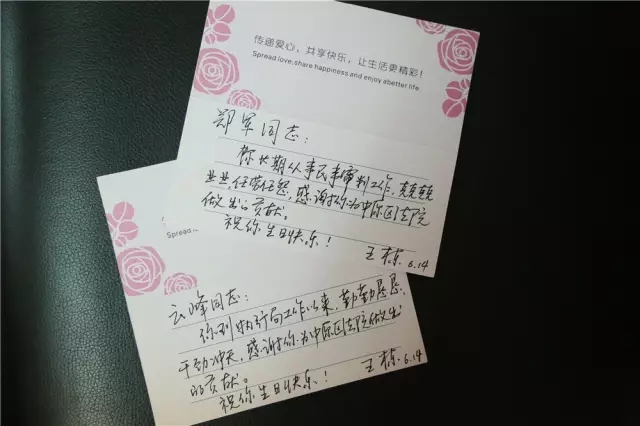 传递爱心，共享快乐，让生活更精彩！
Spread love,share happiness and enjoy abetter life
郑军同志：
你长期从事民事审判工作，兢兢
业业，任劳任怨，感谢你为中原区法院
做出的贡献。
祝你生日快乐！
王栋. 6.14
Spread
云峰同志：
你到执行局工作以来，勤勤恳恳，
干劲冲天，感谢你为中原区法院做出
的贡献。
祝你生日快乐！
王栋. 6.14